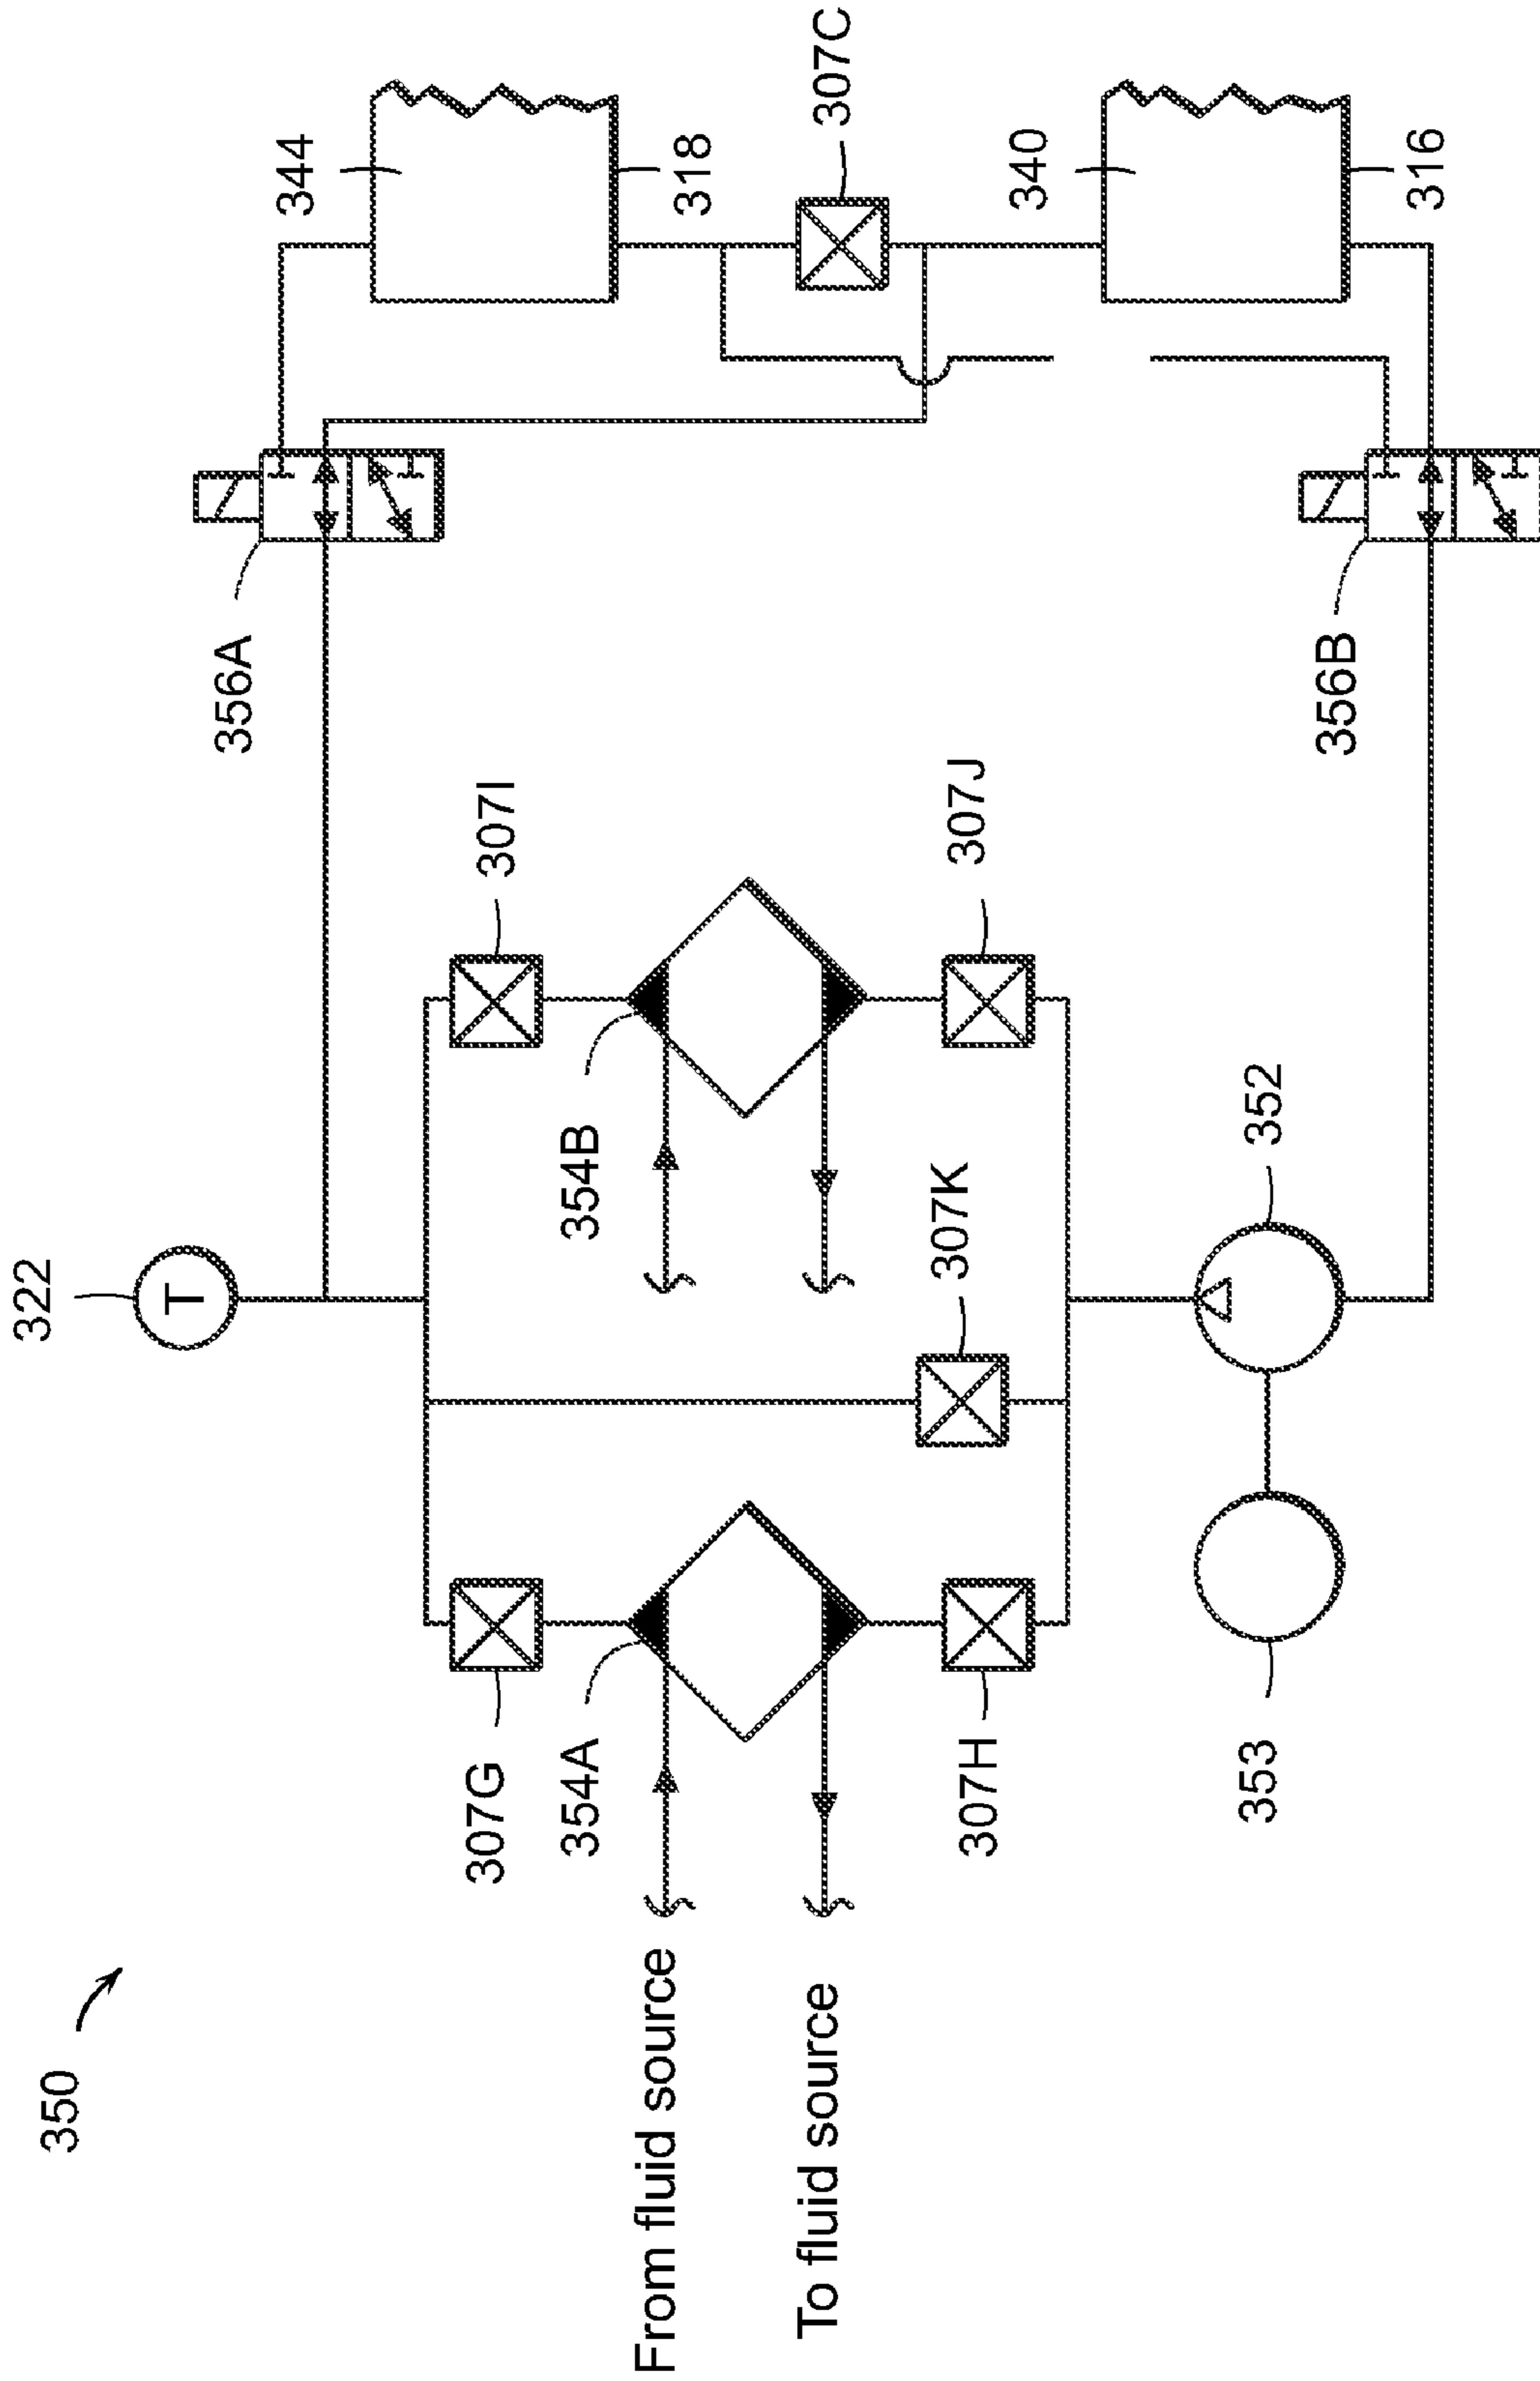 350
322
T
356A
344
318
307C
340
316
356B
307I
307J
354B
307K
352
307G
354A
307H
353
From fluid source
To fluid source